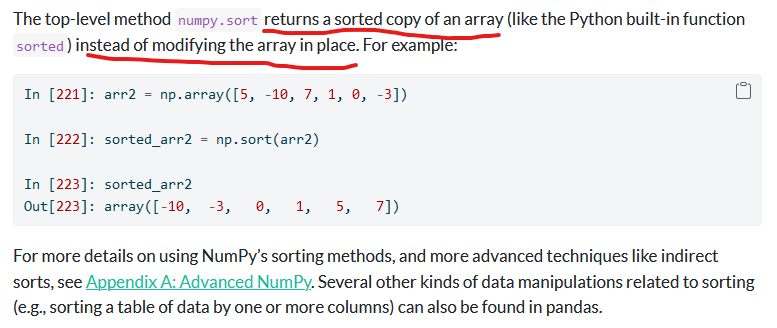 The top-level method numpy.sort returns a sorted copy of an array (like the Python built-in function
sorted) instead of modifying the array in place. For example:
In [221]: arr2 = np.array([5, -10, 7, 1, 0, -3])
In [222]: sorted_arr2 = np.sort(arr2)
In [223]: sorted_arr2
Out[223]: array([-10,  -3,   0,   1,   5,   7])
For more details on using NumPy’s sorting methods, and more advanced techniques like indirect
sorts, see Appendix A: Advanced NumPy. Several other kinds of data manipulations related to sorting
(e.g., sorting a table of data by one or more columns) can also be found in pandas.